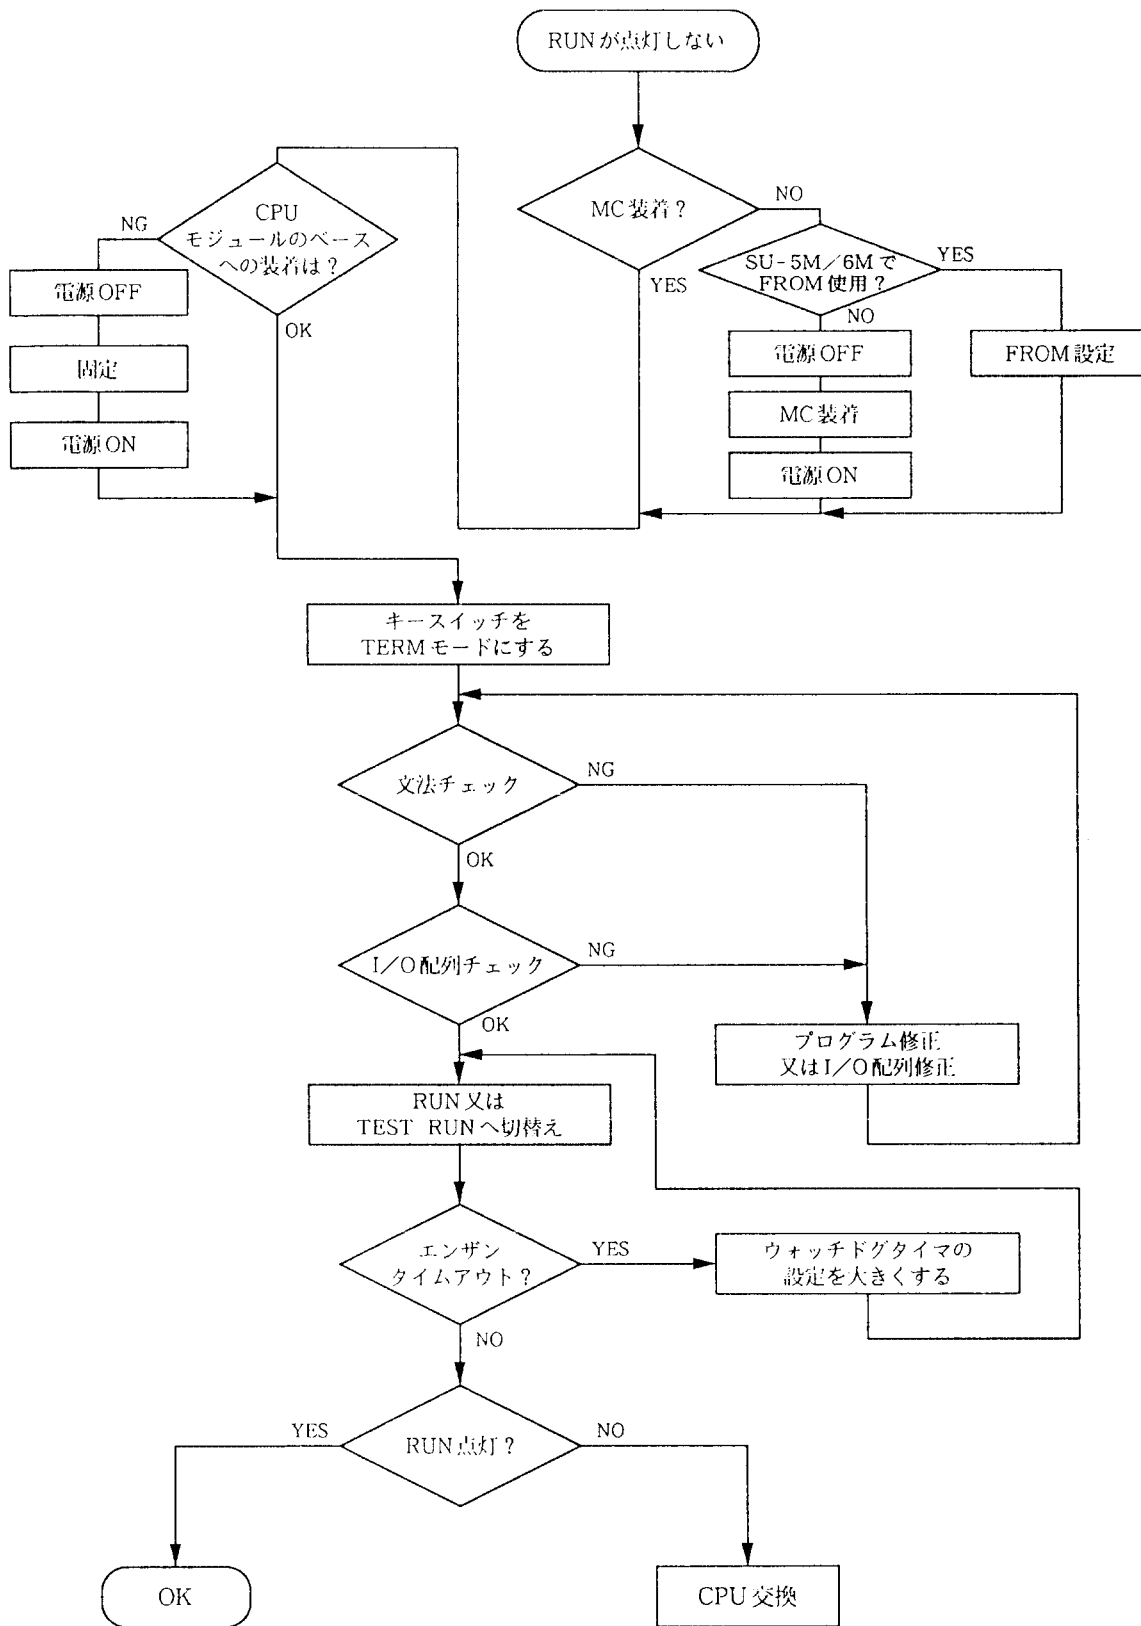 RUNが点灯しない
MC装着？
NO
YES
SU-5M／6Mで
FROM使用？
YES
NO
電源OFF
MC装着
電源ON
FROM設定
CPU
モジュールのベース
への装着は？
NG
OK
電源OFF
固定
電源ON
キースイッチを
TERMモードにする
文法チェック
NG
OK
I／O配列チェック
NG
OK
プログラム修正
又はI／O配列修正
RUN又は
TEST RUNへ切替え
エンザン
タイムアウト？
YES
NO
ウォッチドグタイマの
設定を大きくする
RUN点灯？
YES
NO
OK
CPU交換